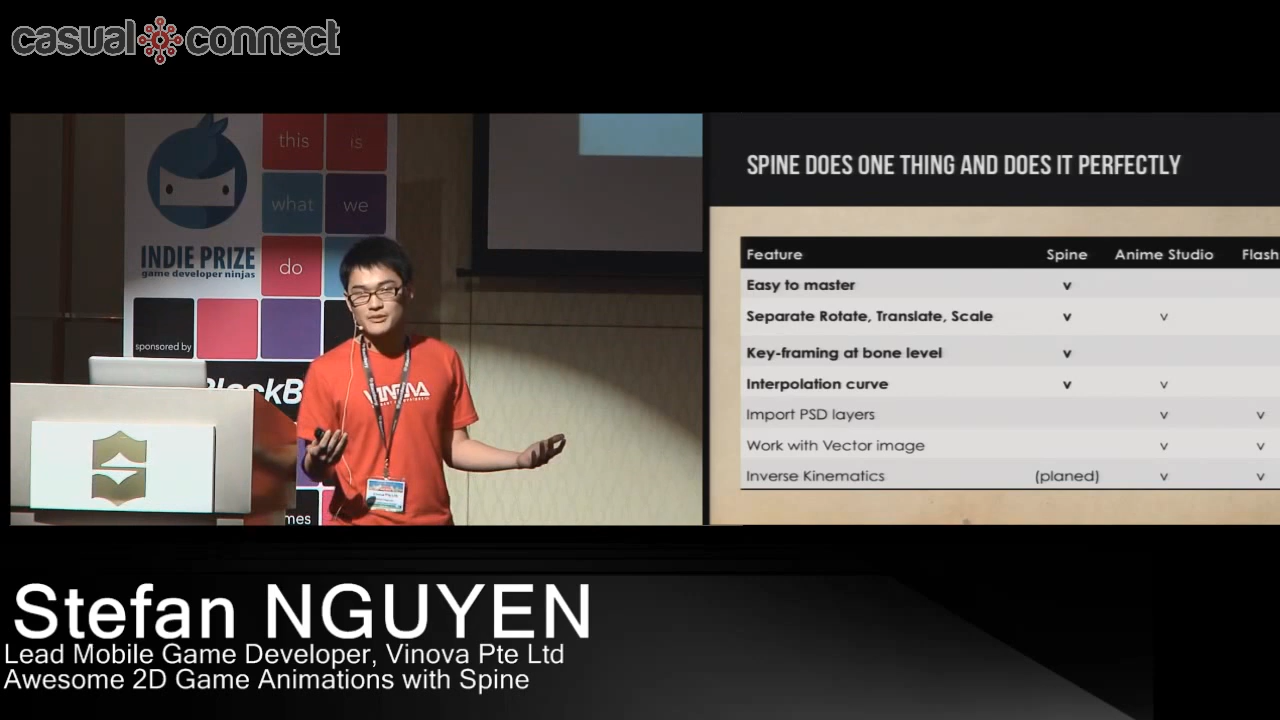 casual connect
this is
what we
do
INDIE PRIZE
game developer ninjas
sponsored by
BlackB
mes
VINOVA
SPINE DOES ONE THING AND DOES IT PERFECTLY
Feature Spine Anime Studio Flash
Easy to master v
Separate Rotate, Translate, Scale v v
Key-framing at bone level v
Interpolation curve v v
Import PSD layers v v
Work with Vector image v v
Inverse Kinematics (planed) v v
Stefan NGUYEN
Lead Mobile Game Developer, Vinova Pte Ltd
Awesome 2D Game Animations with Spine